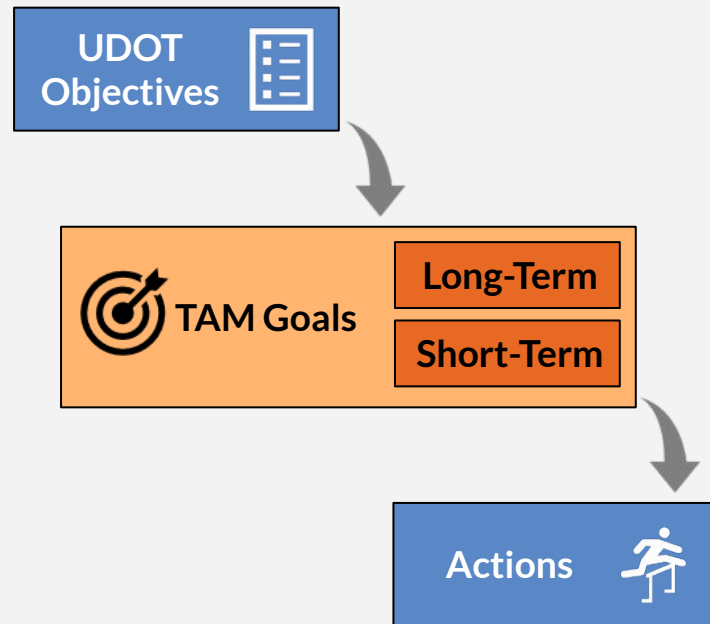 UDOT
Objectives
TAM Goals
Long-Term
Short-Term
Actions